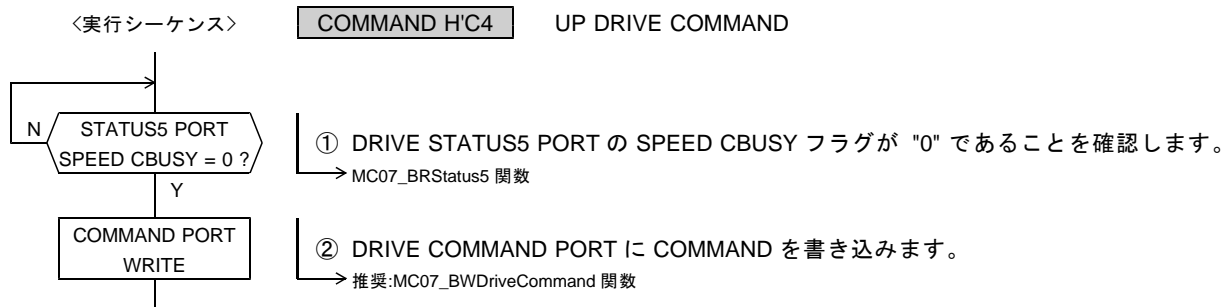 〈実行シーケンス〉 COMMAND H'C4 UP DRIVE COMMAND
N
STATUS5 PORT
SPEED CBUSY = 0 ?
① DRIVE STATUS5 PORT の SPEED CBUSY フラグが "0" であることを確認します。
MC07_BRStatus5 関数
Y
COMMAND PORT
WRITE
② DRIVE COMMAND PORT に COMMAND を書き込みます。
推奨:MC07_BWDriveCommand 関数